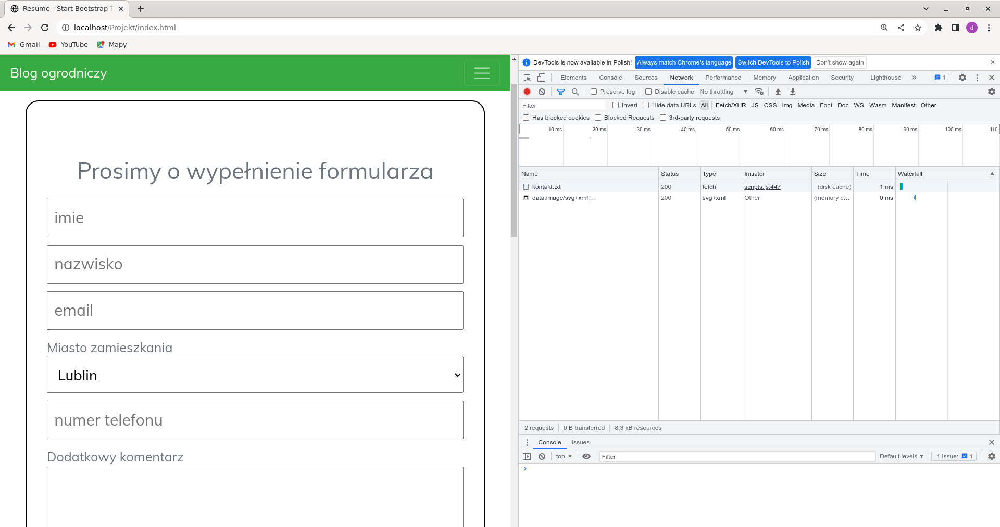 Resume - Start Bootstrap T
localhost/Projekt/index.html
d
Gmail YouTube Mapy
Blog ogrodniczy
Prosimy o wypełnienie formularza
imie
nazwisko
email
Miasto zamieszkania
Lublin
numer telefonu
Dodatkowy komentarz
DevTools is now available in Polish! Always match Chrome's language Switch DevTools to Polish Don't show again
Elements Console Sources Network Performance Memory Application Security Lighthouse 1
Preserve log Disable cache No throttling
Filter Invert Hide data URLs All Fetch/XHR JS CSS Img Media Font Doc WS Wasm Manifest Other
Has blocked cookies Blocked Requests 3rd-party requests
10 ms 20 ms 30 ms 40 ms 50 ms 60 ms 70 ms 80 ms 90 ms 100 ms 110
Name Status Type Initiator Size Time Waterfall
kontakt.txt 200 fetch scripts.js:447 (disk cache) 1 ms
data:image/svg+xml;… 200 svg+xml Other (memory c… 0 ms
2 requests 0 B transferred 8.3 kB resources
Console Issues
top Filter Default levels 1 Issue: 1